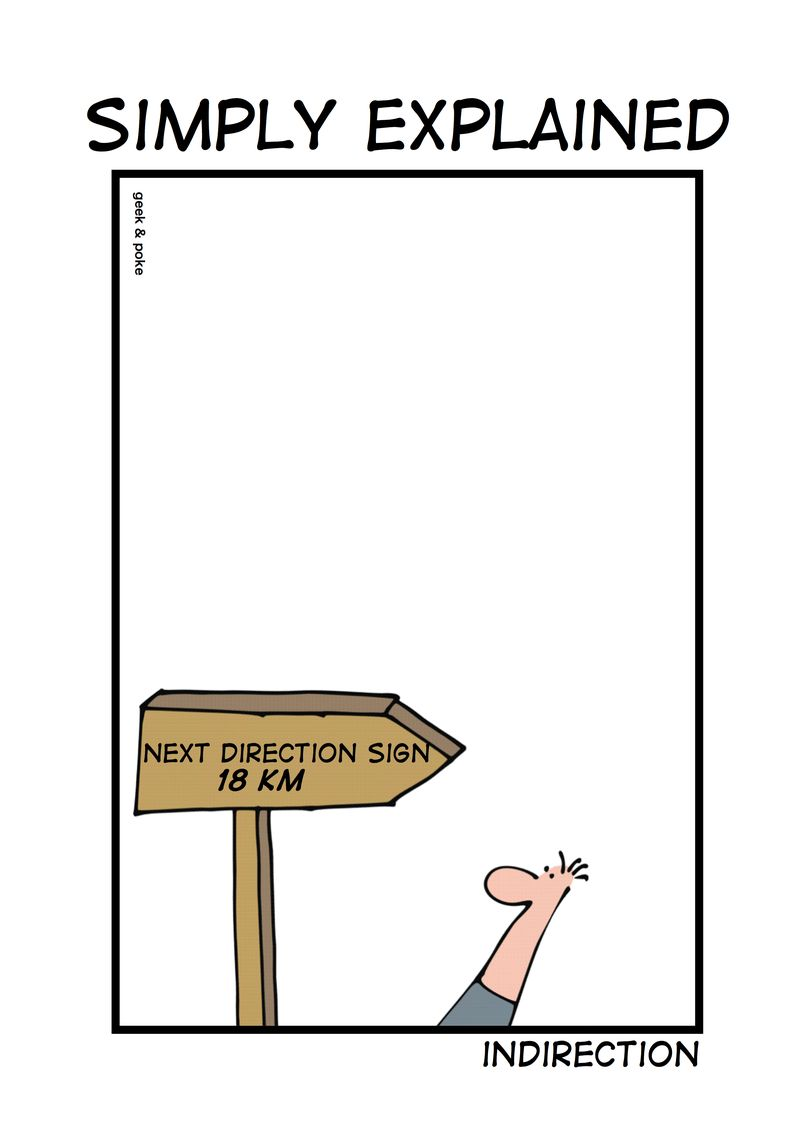 SIMPLY EXPLAINED
geek & poke
NEXT DIRECTION SIGN
18 KM
INDIRECTION